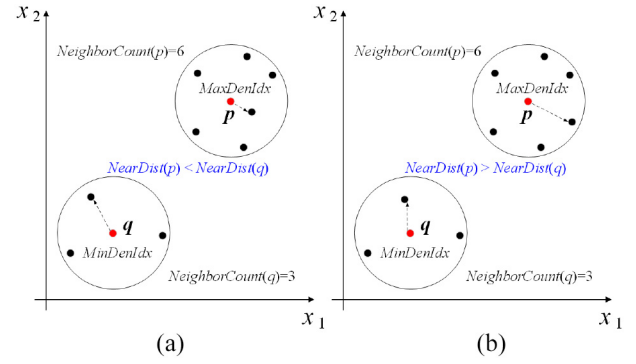 x2
NeighborCount(p)=6
MaxDenIdx
p
NearDist(p) < NearDist(q)
q
MinDenIdx
NeighborCount(q)=3
x1
(a)
x2
NeighborCount(p)=6
MaxDenIdx
p
NearDist(p) > NearDist(q)
q
MinDenIdx
NeighborCount(q)=3
x1
(b)